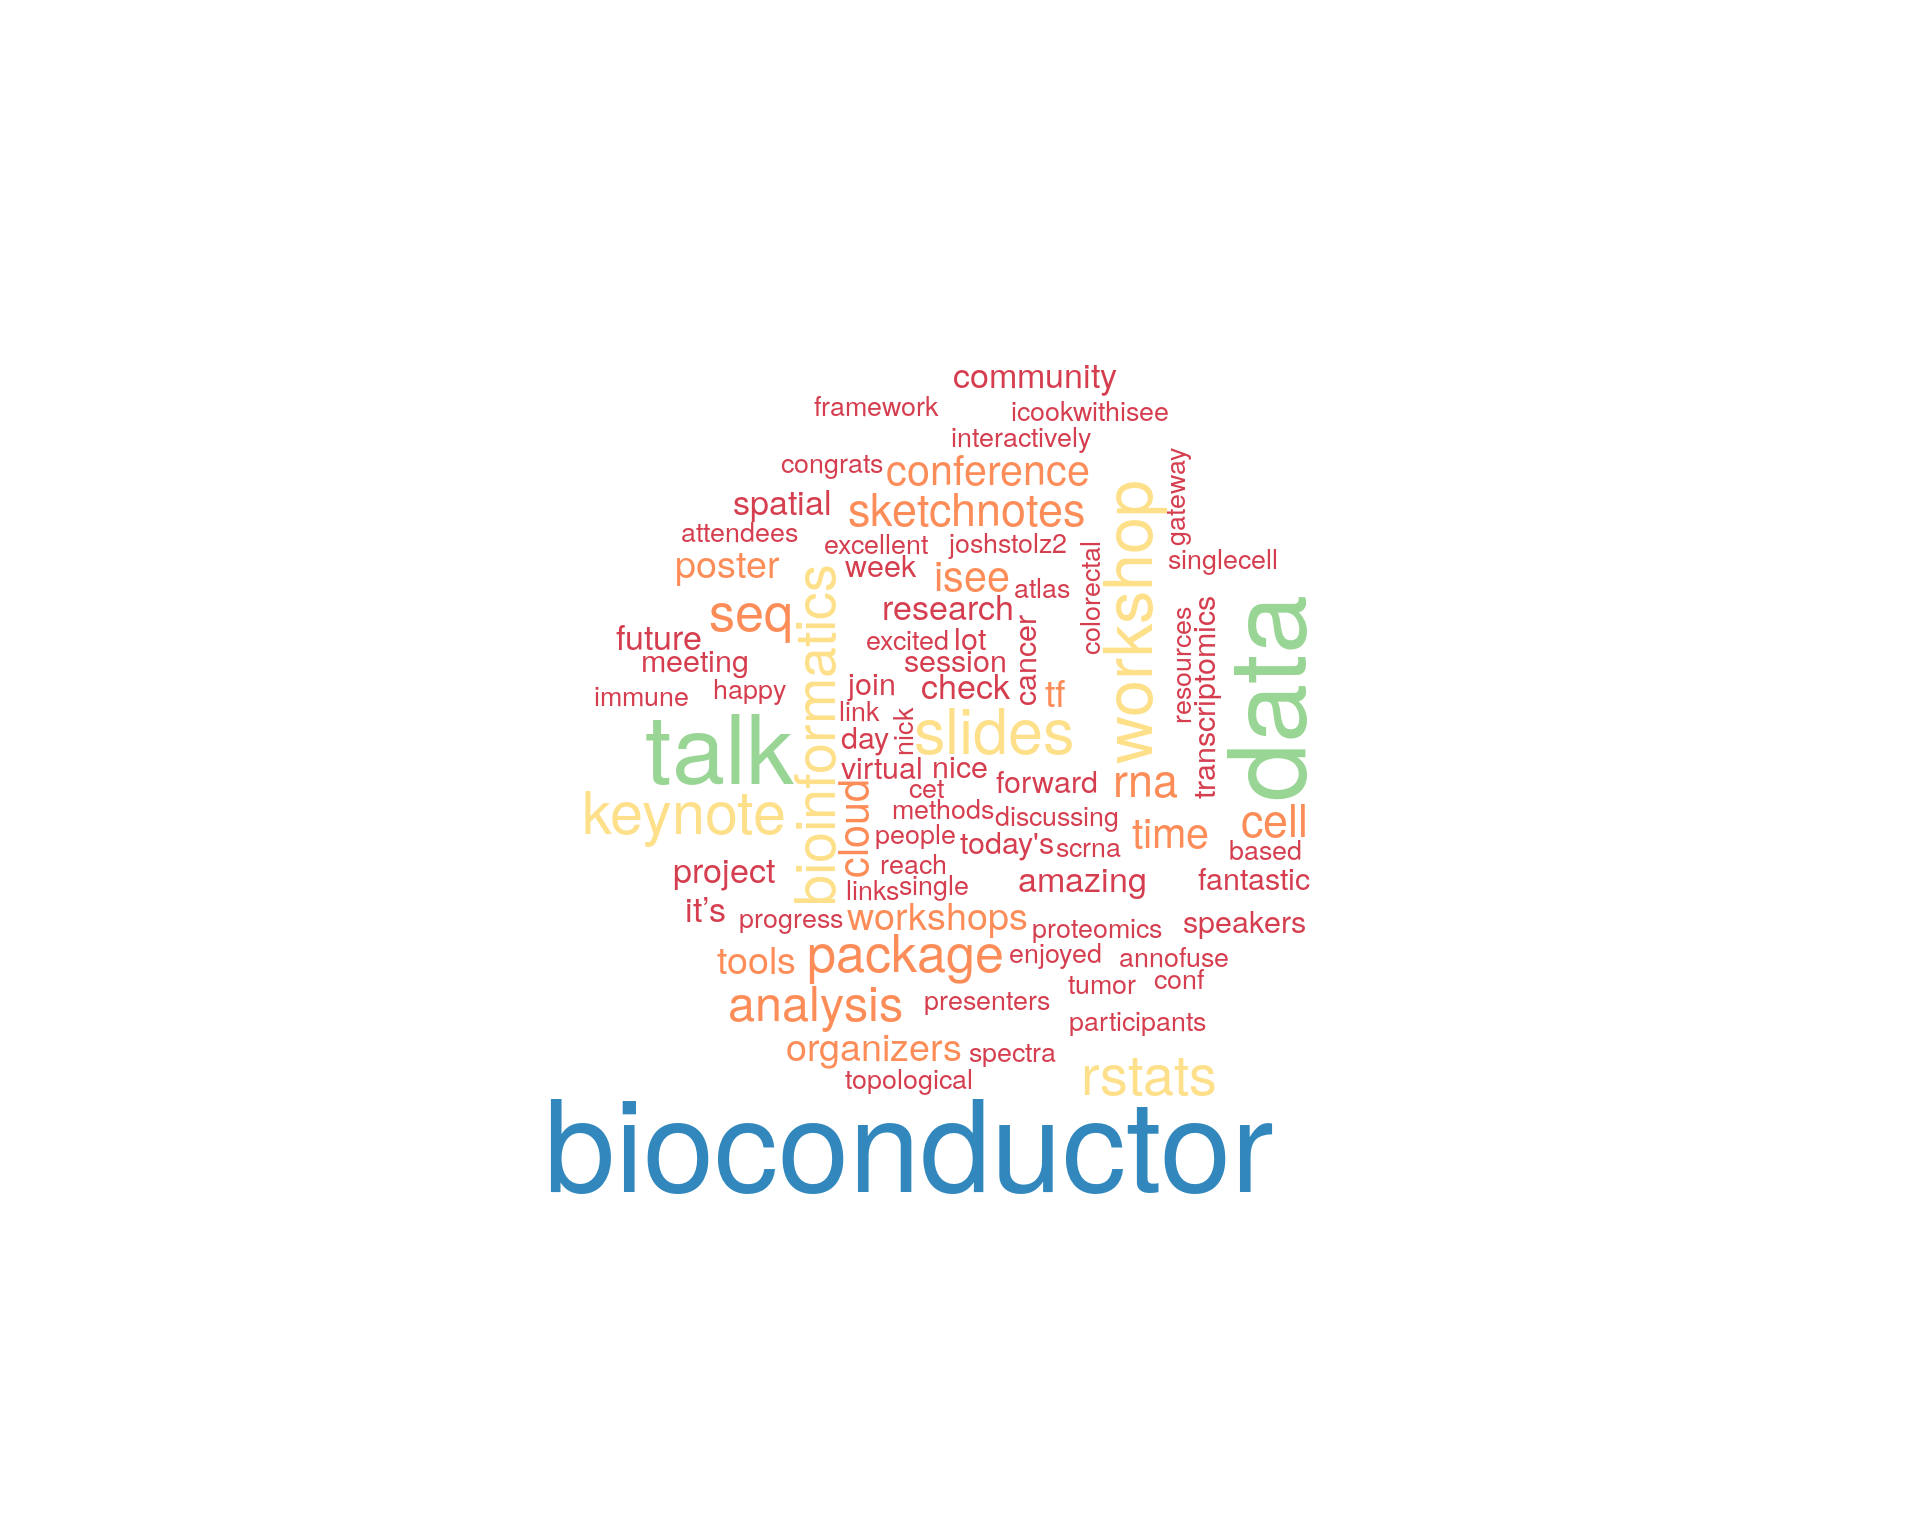 community
framework
icookwithisee
interactively
congrats
conference
gateway
spatial
sketchnotes
workshop
attendees
excellent
joshstolz2
colorectal
singlecell
poster
week
isee
atlas
bioinformatics
seq
research
cancer
resources
transcriptomics
data
future
excited
lot
meeting
session
immune
happy
join
check
tf
link
nick
slides
talk
day
virtual
nice
forward
rna
cet
keynote
cloud
methods
discussing
time
cell
people
today's
scrna
based
project
reach
amazing
fantastic
links
single
it’s
progress
workshops
proteomics
speakers
tools
package
enjoyed
annofuse
tumor
conf
analysis
presenters
participants
organizers
spectra
rstats
topological
bioconductor